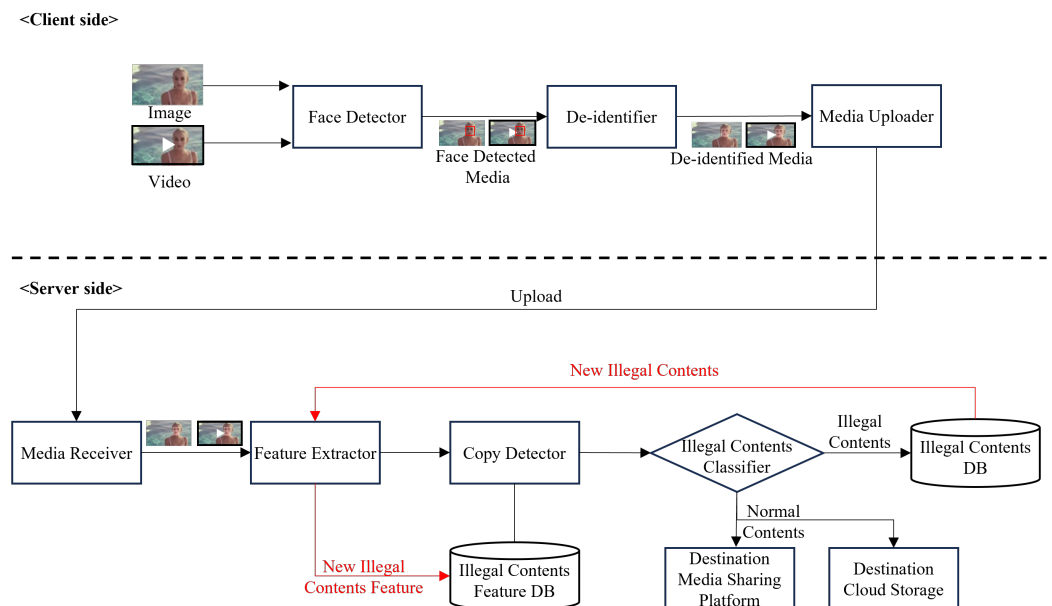 <Client side>
Image
Video
Face Detector
Face Detected
Media
De-identifier
De-identified Media
Media Uploader
<Server side>
Upload
New Illegal Contents
Media Receiver
Feature Extractor
Copy Detector
Illegal Contents
Classifier
Illegal
Contents
Illegal Contents
DB
Normal
Contents
New Illegal
Contents Feature
Illegal Contents
Feature DB
Destination
Media Sharing
Platform
Destination
Cloud Storage